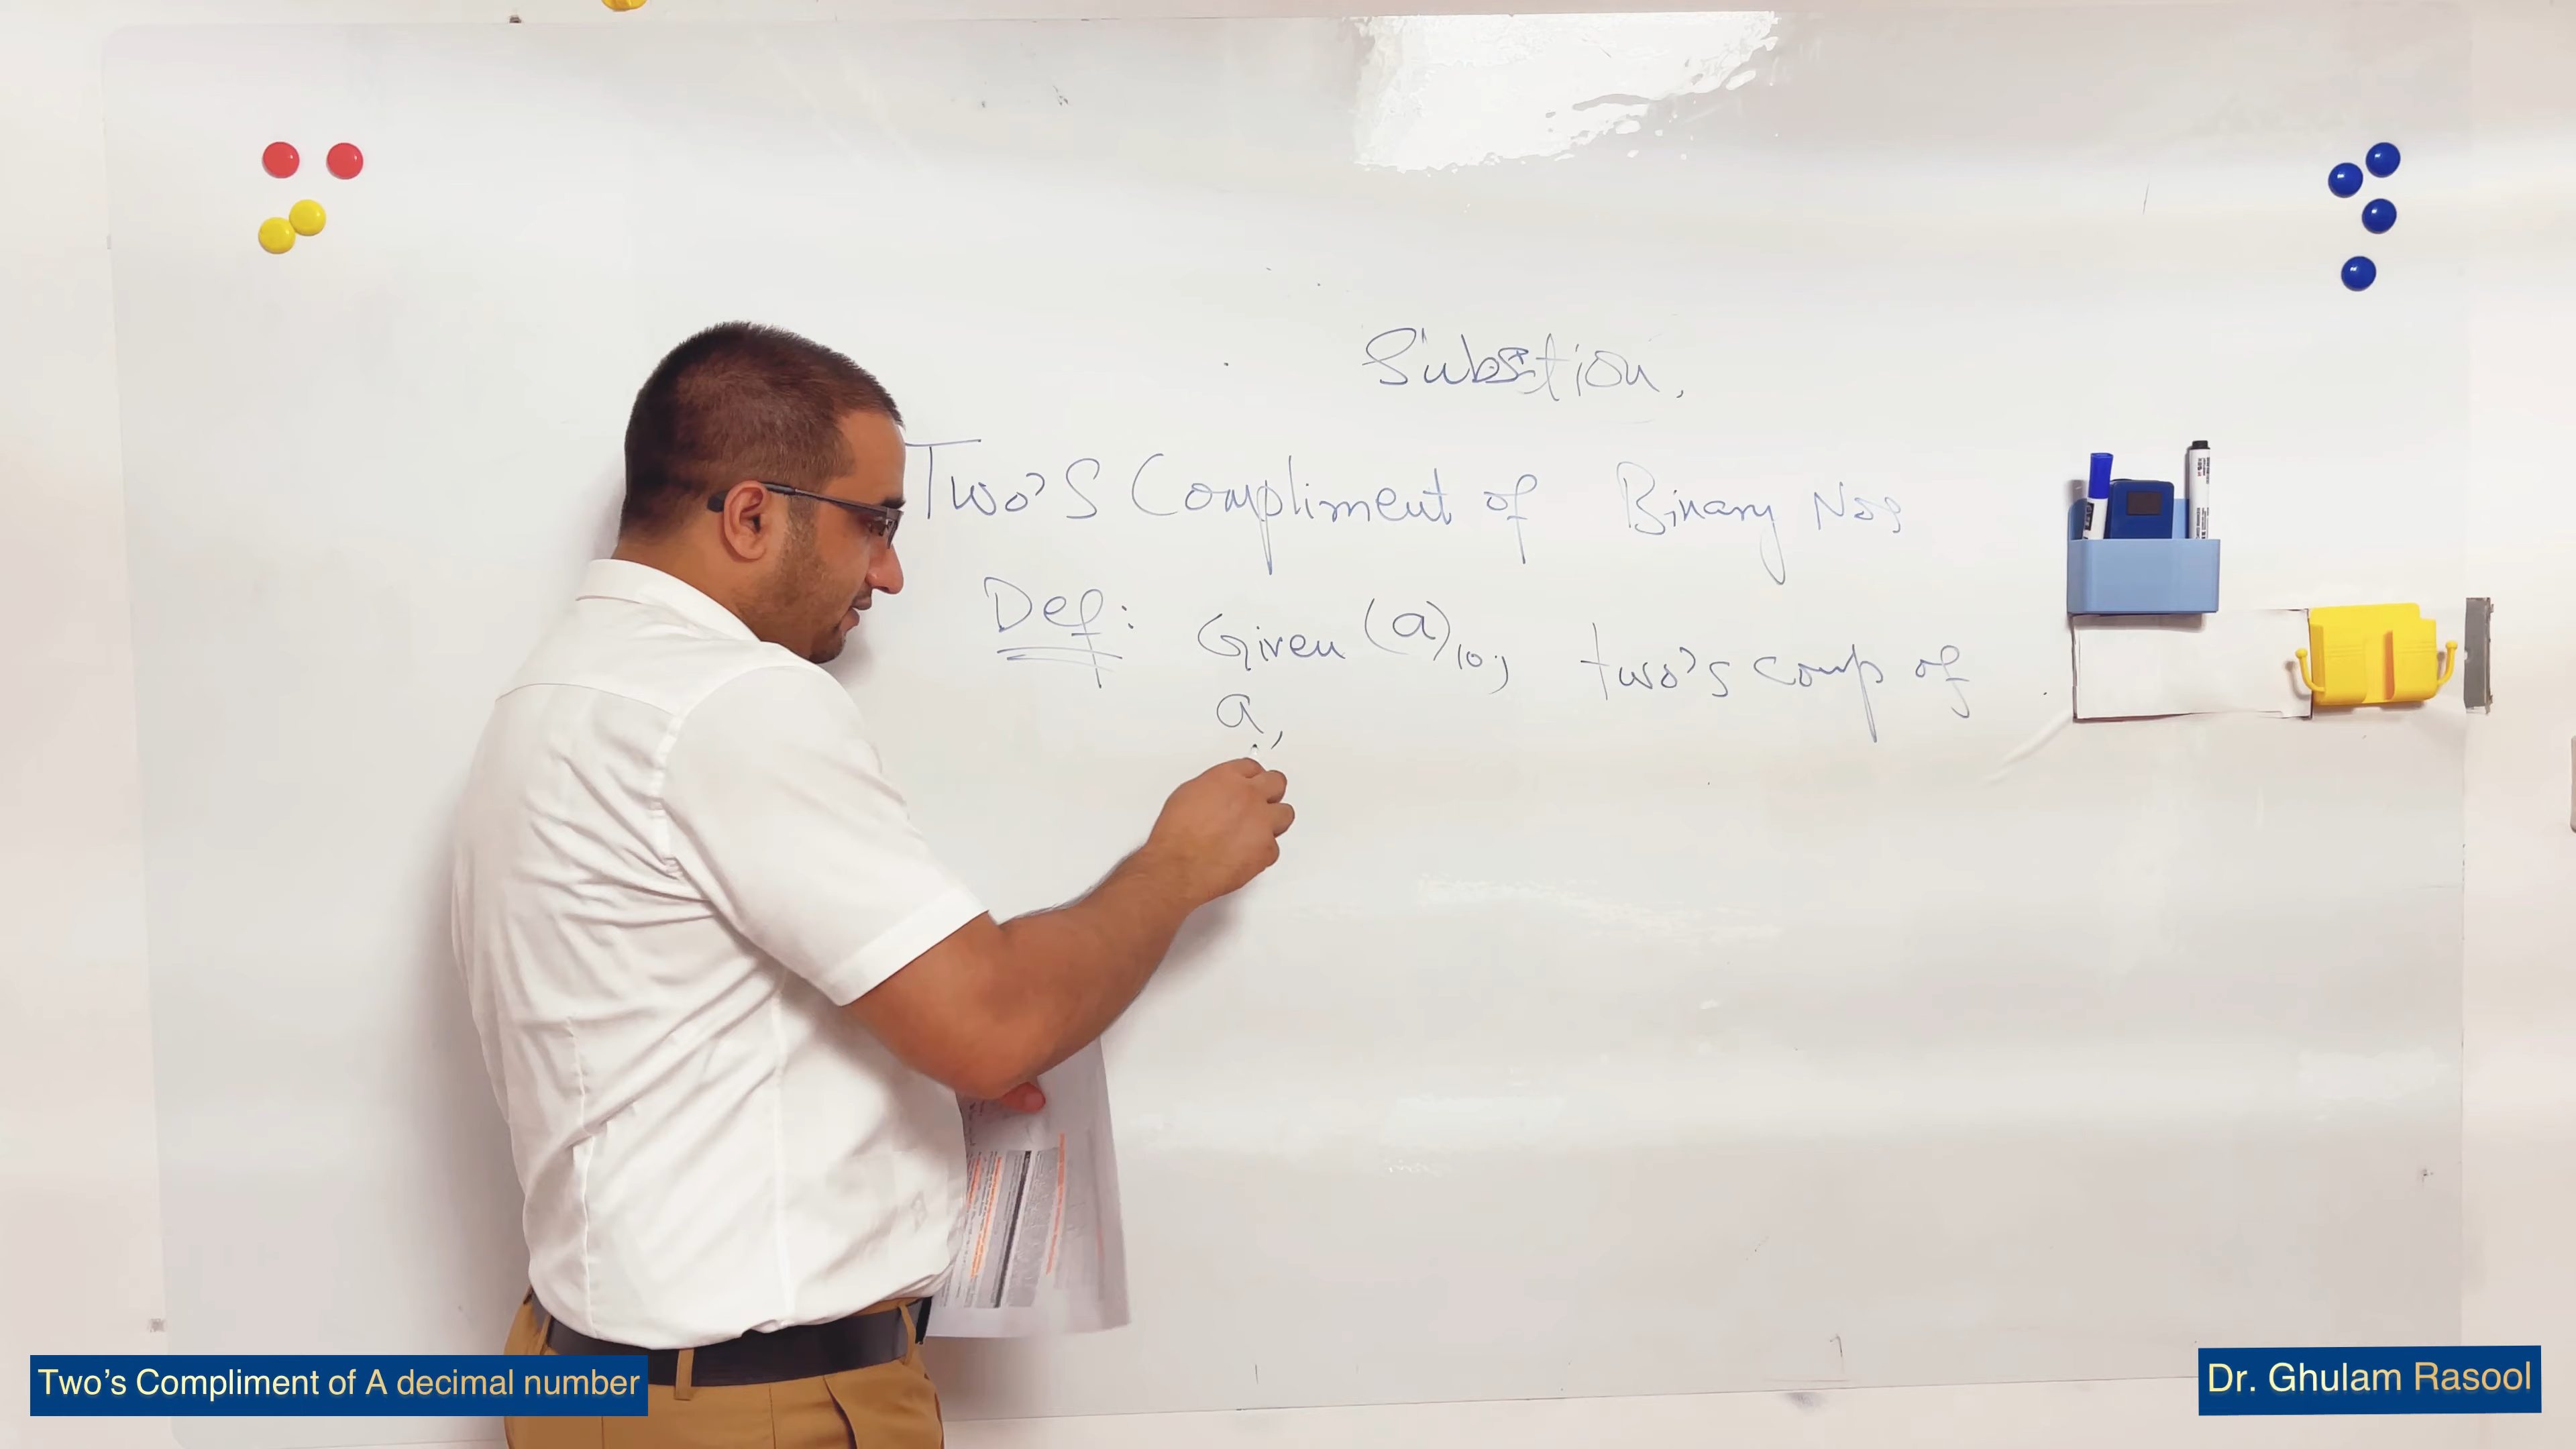 Substion,
Two's Compliment of Binary Nos
Def: Given (a)10, two's comp of
a,
Two's Compliment of A decimal number
Dr. Ghulam Rasool